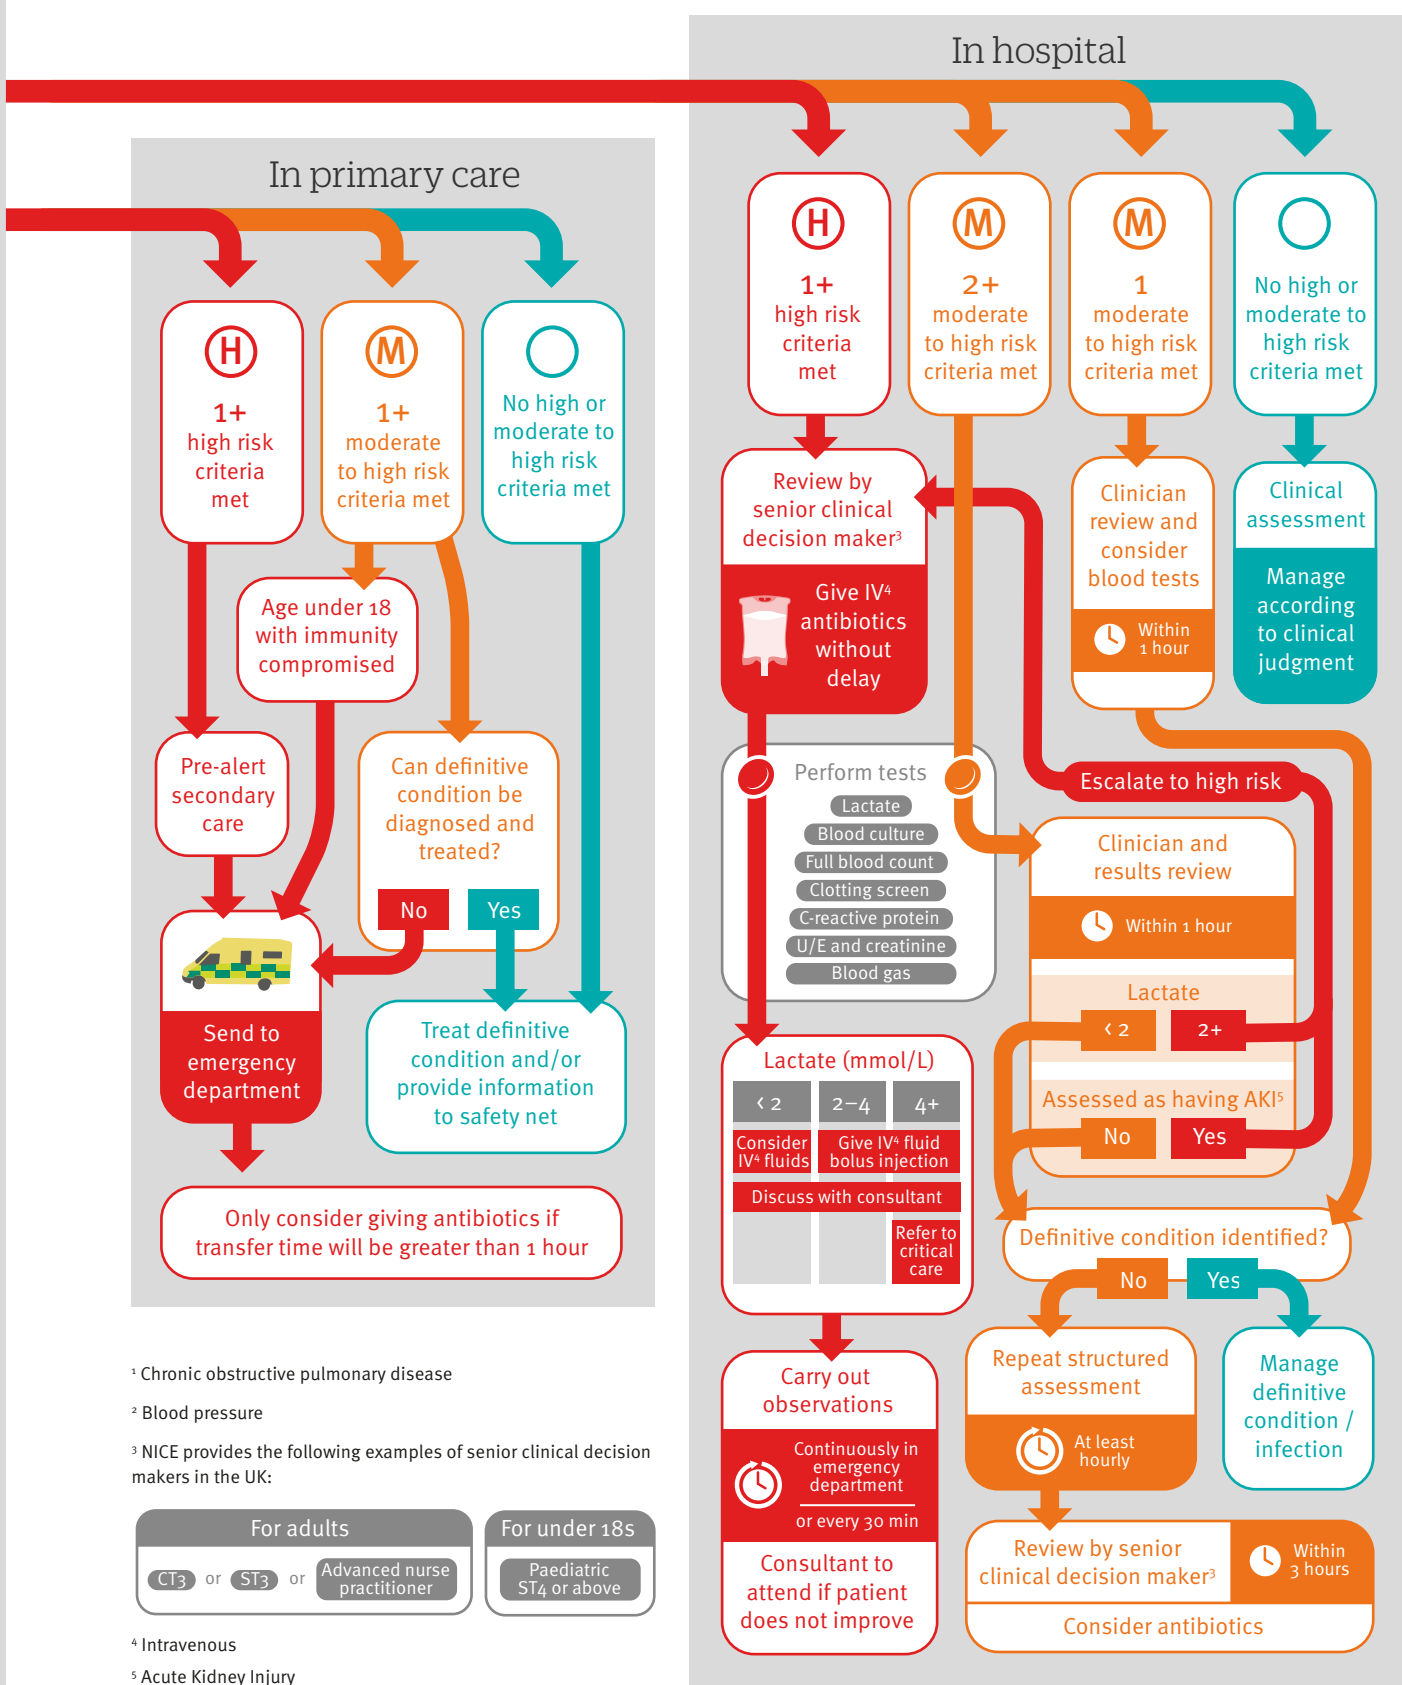 In hospital
In primary care
H
1+
high risk
criteria
met
M
1+
moderate
to high risk
criteria met
No high or
moderate to
high risk
criteria met
Age under 18
with immunity
compromised
Pre-alert
secondary
care
Can definitive
condition be
diagnosed and
treated?
No
Yes
Send to
emergency
department
Treat definitive
condition and/or
provide information
to safety net
Only consider giving antibiotics if
transfer time will be greater than 1 hour
H
1+
high risk
criteria
met
M
2+
moderate
to high risk
criteria met
M
1
moderate
to high risk
criteria met
No high or
moderate to
high risk
criteria met
Review by
senior clinical
decision maker³
Give IV⁴
antibiotics
without
delay
Clinician
review and
consider
blood tests
Within
1 hour
Clinical
assessment
Manage
according
to clinical
judgment
Perform tests
Lactate
Blood culture
Full blood count
Clotting screen
C-reactive protein
U/E and creatinine
Blood gas
Escalate to high risk
Clinician and
results review
Within 1 hour
Lactate
< 2
2+
Assessed as having AKI⁵
No
Yes
Lactate (mmol/L)
< 2
2–4
4+
Consider
IV⁴ fluids
Give IV⁴ fluid
bolus injection
Discuss with consultant
Refer to
critical
care
Definitive condition identified?
No
Yes
Carry out
observations
Continuously in
emergency
department
or every 30 min
Consultant to
attend if patient
does not improve
Repeat structured
assessment
At least
hourly
Manage
definitive
condition /
infection
Review by senior
clinical decision maker³
Within
3 hours
Consider antibiotics
¹ Chronic obstructive pulmonary disease
² Blood pressure
³ NICE provides the following examples of senior clinical decision
makers in the UK:
For adults
CT3 or ST3 or Advanced nurse
practitioner
For under 18s
Paediatric
ST4 or above
⁴ Intravenous
⁵ Acute Kidney Injury